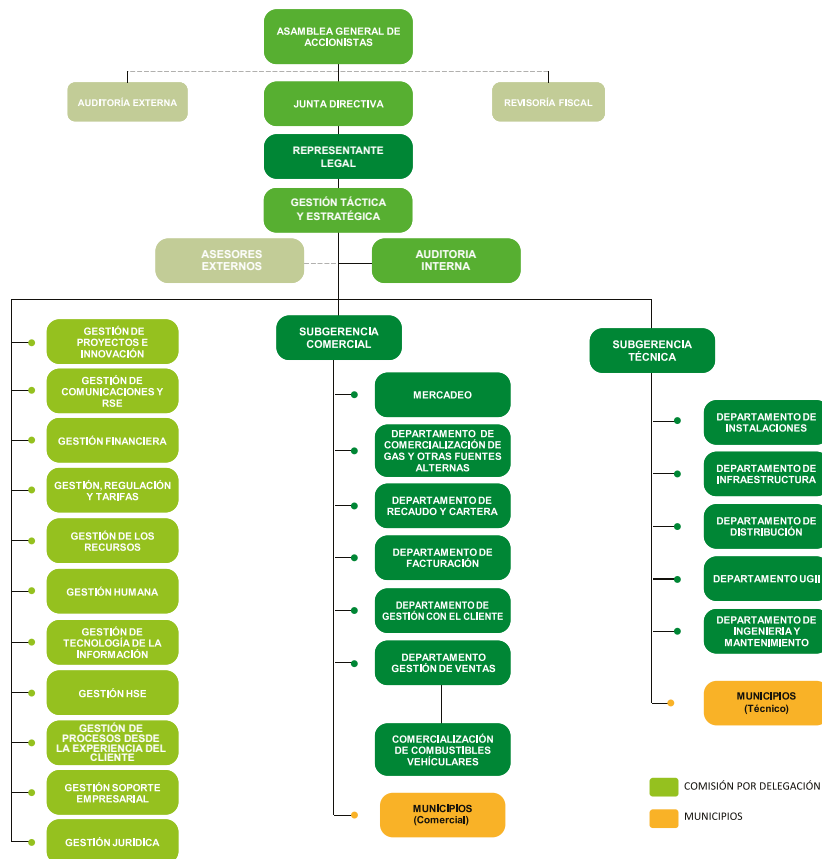 ASAMBLEA GENERAL DE
ACCIONISTAS
AUDITORÍA EXTERNA
JUNTA DIRECTIVA
REVISORÍA FISCAL
REPRESENTANTE
LEGAL
GESTIÓN TÁCTICA
Y ESTRATÉGICA
ASESORES
EXTERNOS
AUDITORIA
INTERNA
GESTIÓN DE
PROYECTOS E
INNOVACIÓN
GESTIÓN DE
COMUNICACIONES Y
RSE
GESTIÓN FINANCIERA
GESTIÓN, REGULACIÓN
Y TARIFAS
GESTIÓN DE LOS
RECURSOS
GESTIÓN HUMANA
GESTIÓN DE
TECNOLOGÍA DE LA
INFORMACIÓN
GESTIÓN HSE
GESTIÓN DE
PROCESOS DESDE
LA EXPERIENCIA DEL
CLIENTE
GESTIÓN SOPORTE
EMPRESARIAL
GESTIÓN JURÍDICA
SUBGERENCIA
COMERCIAL
MERCADEO
DEPARTAMENTO DE
COMERCIALIZACIÓN DE
GAS Y OTRAS FUENTES
ALTERNAS
DEPARTAMENTO DE
RECAUDO Y CARTERA
DEPARTAMENTO DE
FACTURACIÓN
DEPARTAMENTO DE
GESTIÓN CON EL CLIENTE
DEPARTAMENTO
GESTIÓN DE VENTAS
COMERCIALIZACIÓN
DE COMBUSTIBLES
VEHÍCULARES
MUNICIPIOS
(Comercial)
SUBGERENCIA
TÉCNICA
DEPARTAMENTO DE
INSTALACIONES
DEPARTAMENTO DE
INFRAESTRUCTURA
DEPARTAMENTO DE
DISTRIBUCIÓN
DEPARTAMENTO UGII
DEPARTAMENTO DE
INGENIERÍA Y
MANTENIMIENTO
MUNICIPIOS
(Técnico)
COMISIÓN POR DELEGACIÓN
MUNICIPIOS